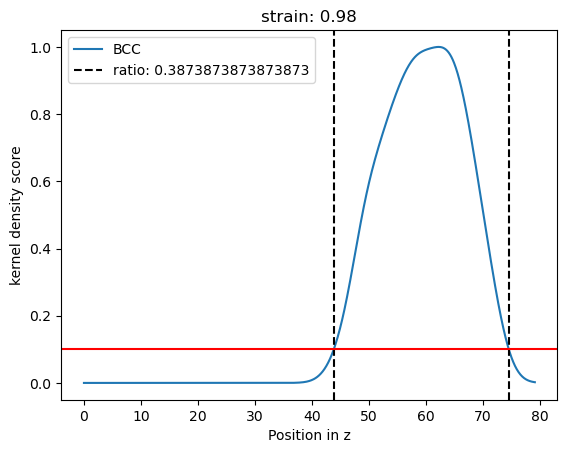 strain: 0.98
BCC
ratio: 0.3873873873873873
kernel density score
1.0
0.8
0.6
0.4
0.2
0.0
0 10 20 30 40 50 60 70 80
Position in z